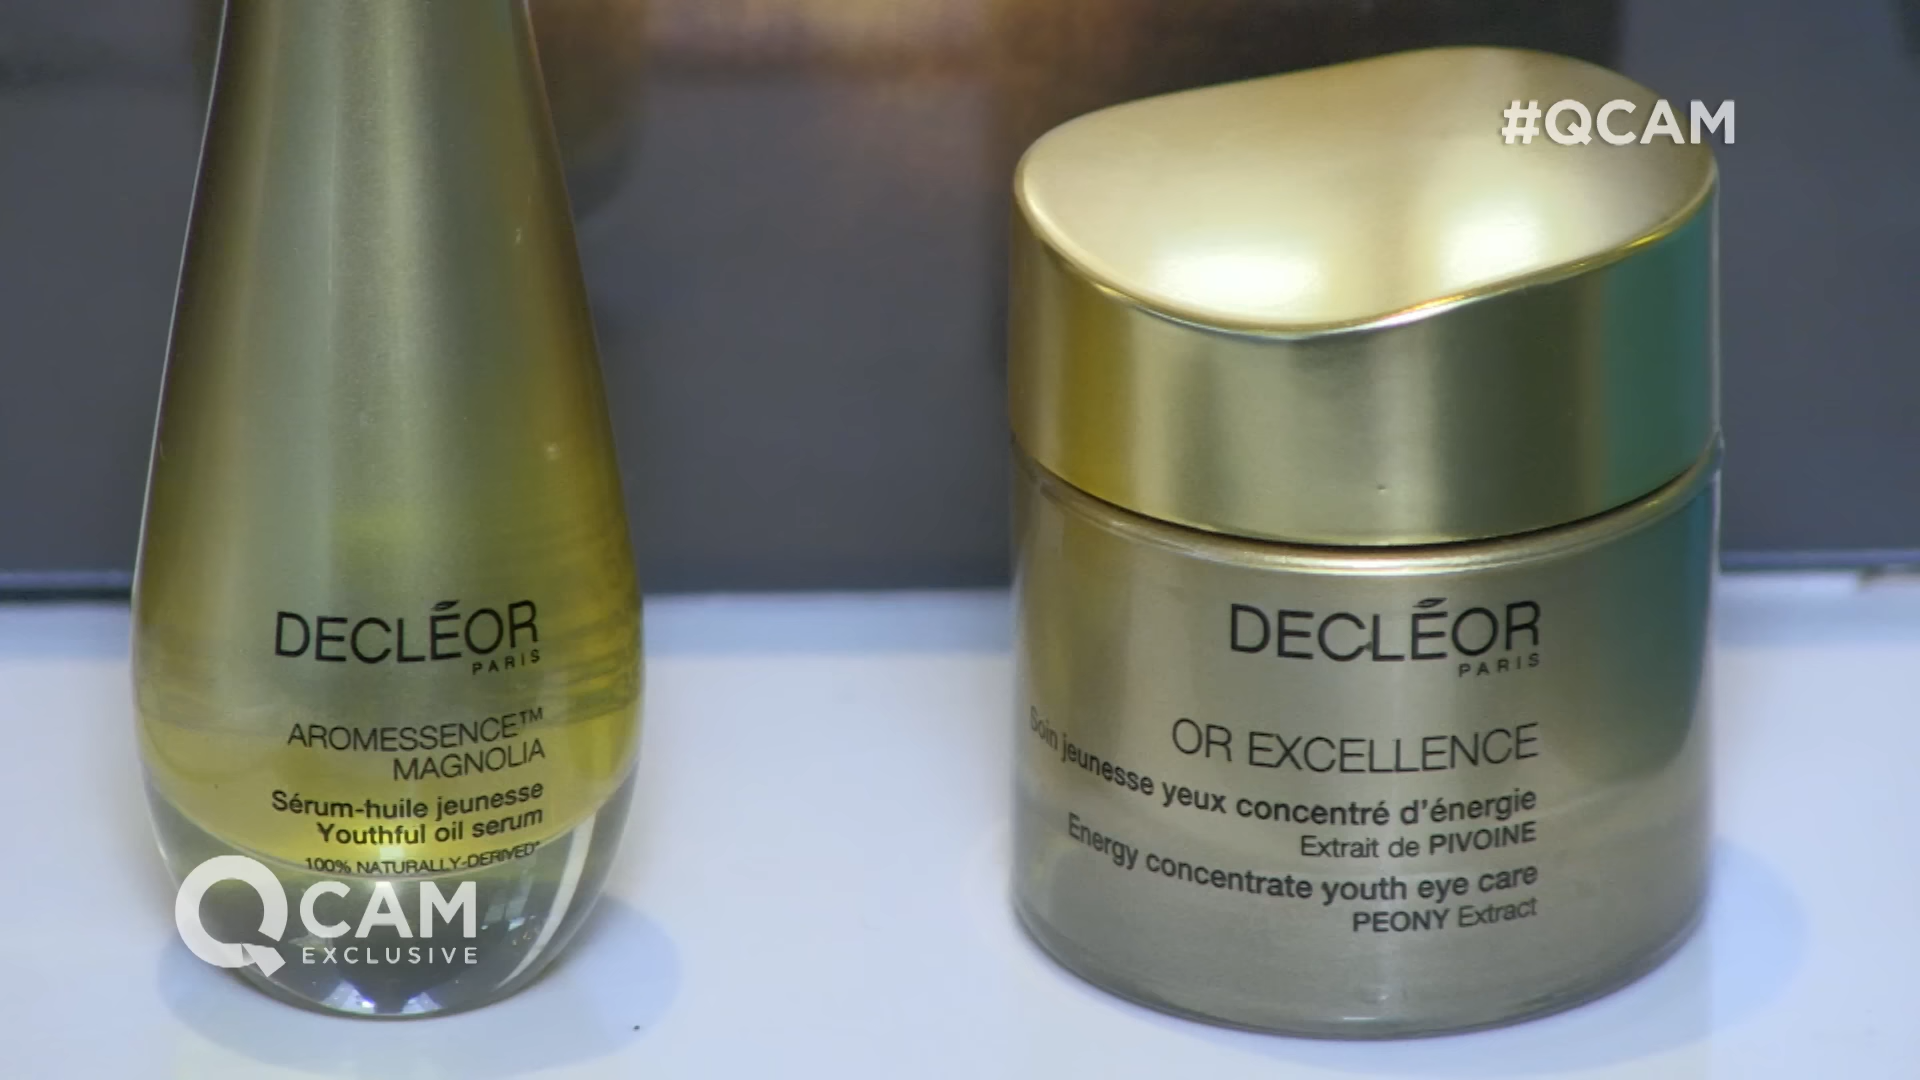 #QCAM
DECLÉOR
PARIS
AROMESSENCE™
MAGNOLIA
Sérum-huile jeunesse
Youthful oil serum
100% NATURALLY-DERIVED*
DECLÉOR
PARIS
OR EXCELLENCE
Soin jeunesse yeux concentré d'énergie
Extrait de PIVOINE
Energy concentrate youth eye care
PEONY Extract
QCAM
EXCLUSIVE